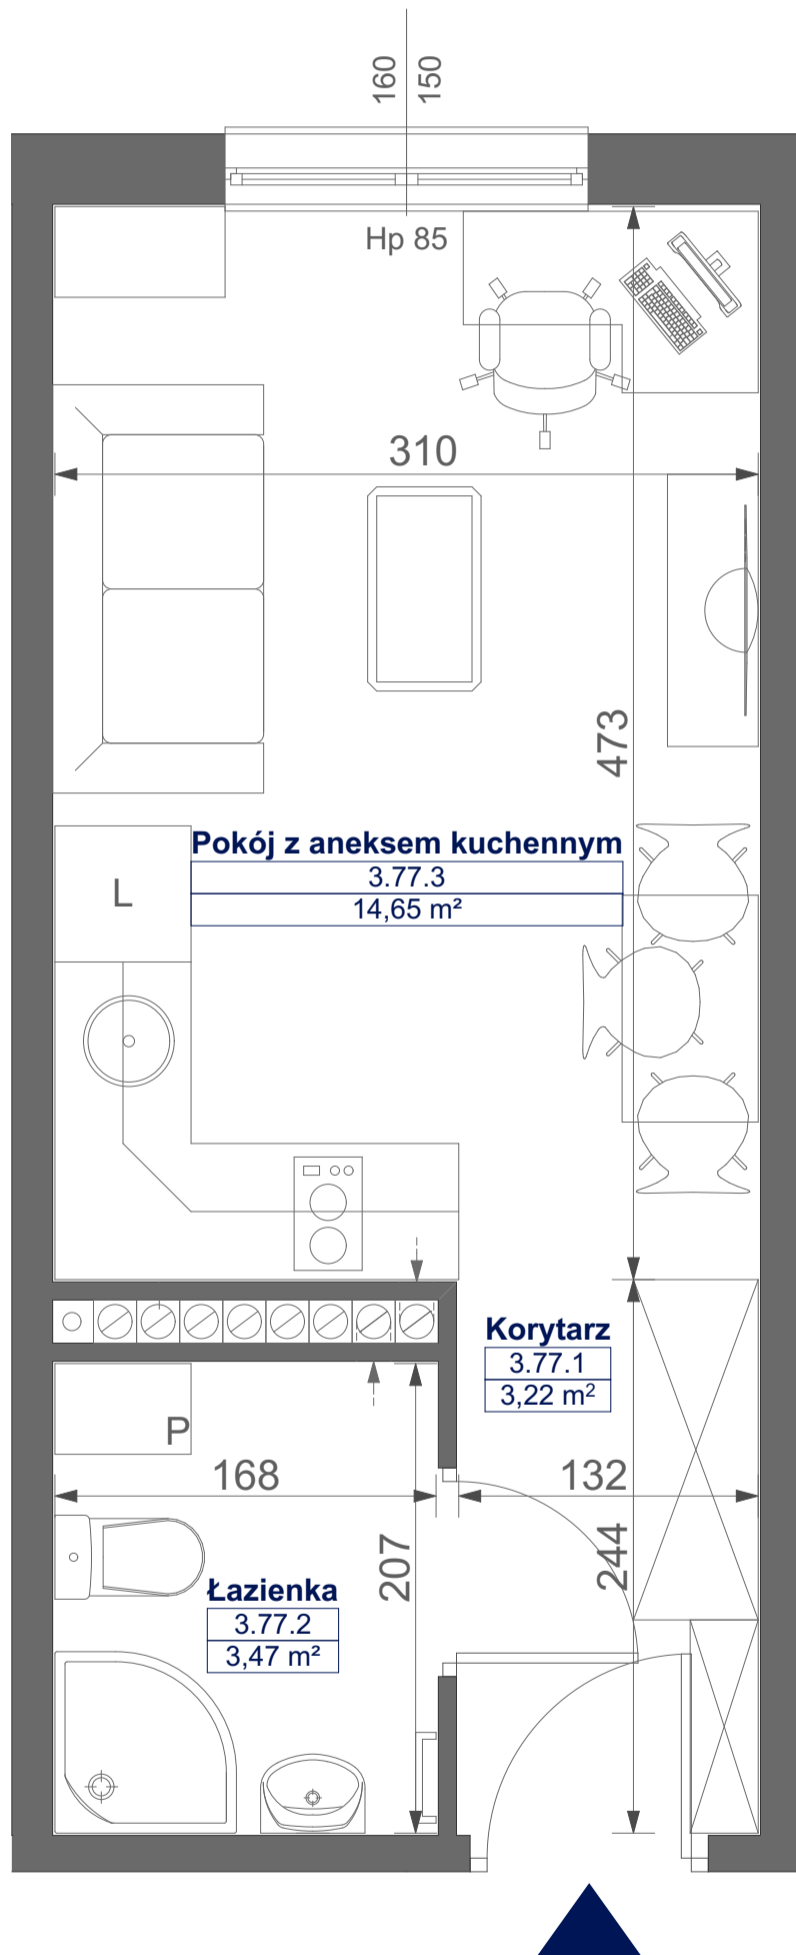 160
150
Hp 85
310
473
Pokój z aneksem kuchennym
3.77.3
14,65 m²
L
Korytarz
3.77.1
3,22 m²
P
168
132
207
244
Łazienka
3.77.2
3,47 m²